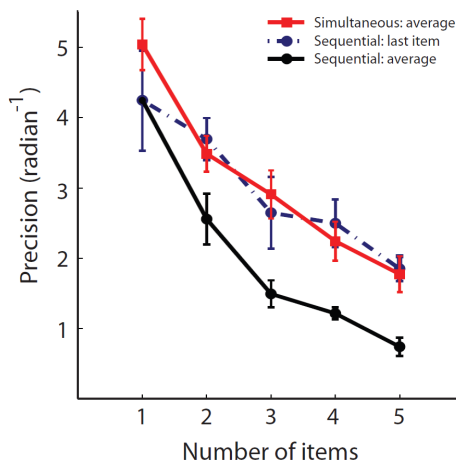 Simultaneous: average
Sequential: last item
Sequential: average
Precision (radian⁻¹)
5
4
3
2
1
1 2 3 4 5
Number of items